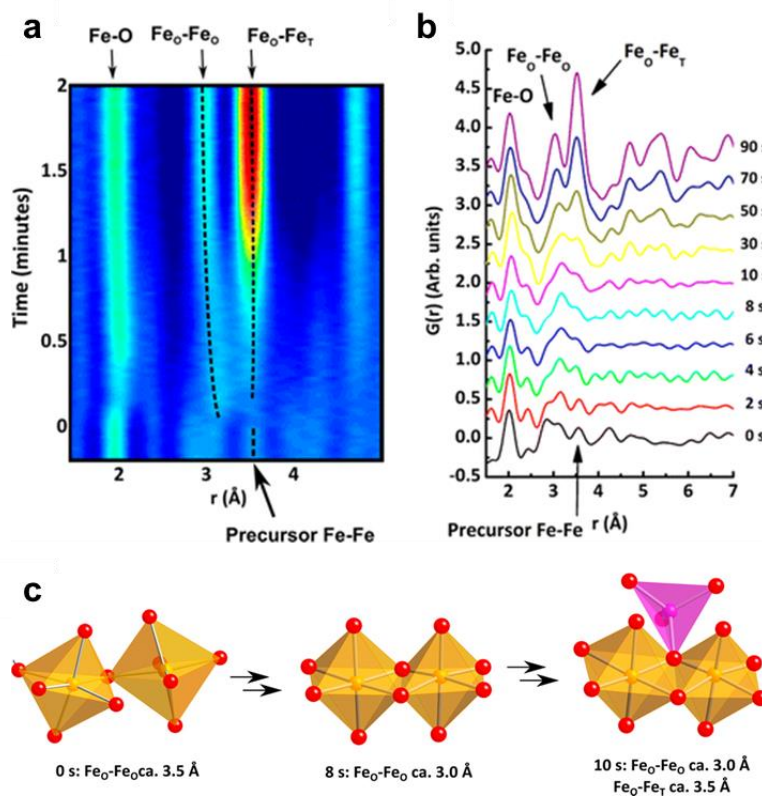 a
Fe-O
FeO-FeO
FeO-FeT
2
1.5
1
0.5
0
Time (minutes)
2
3
4
r (Å)
Precursor Fe-Fe
b
FeO-FeO
FeO-FeT
Fe-O
5.0
4.5
4.0
3.5
3.0
2.5
2.0
1.5
1.0
0.5
0.0
-0.5
G(r) (Arb. units)
90 s
70 s
50 s
30 s
10 s
8 s
6 s
4 s
2 s
0 s
2
3
4
5
6
7
Precursor Fe-Fe
r (Å)
c
0 s: FeO-FeO ca. 3.5 Å
8 s: FeO-FeO ca. 3.0 Å
10 s: FeO-FeO ca. 3.0 Å
FeO-FeT ca. 3.5 Å